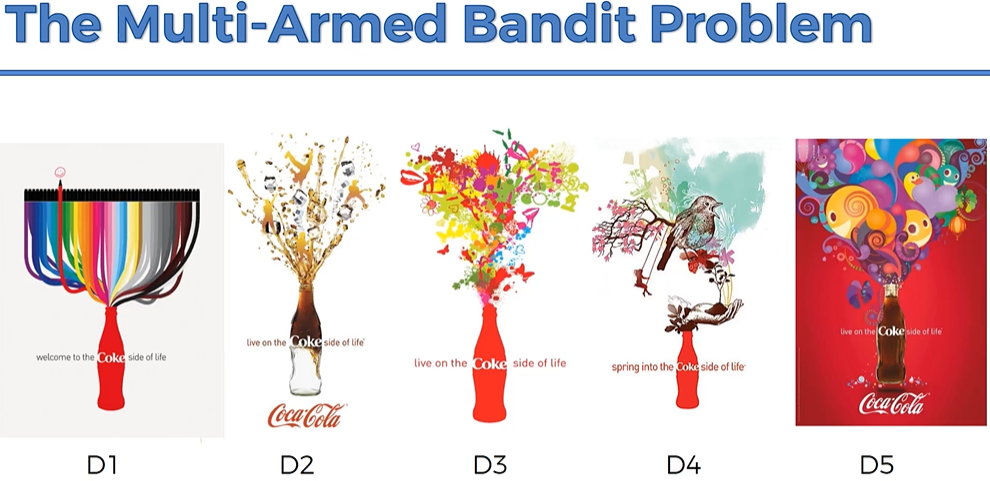 The Multi-Armed Bandit Problem
welcome to the Coke side of life
live on the Coke side of life
Coca-Cola
live on the Coke side of life
spring into the Coke side of life
live on the Coke side of life
Coca-Cola
D1
D2
D3
D4
D5